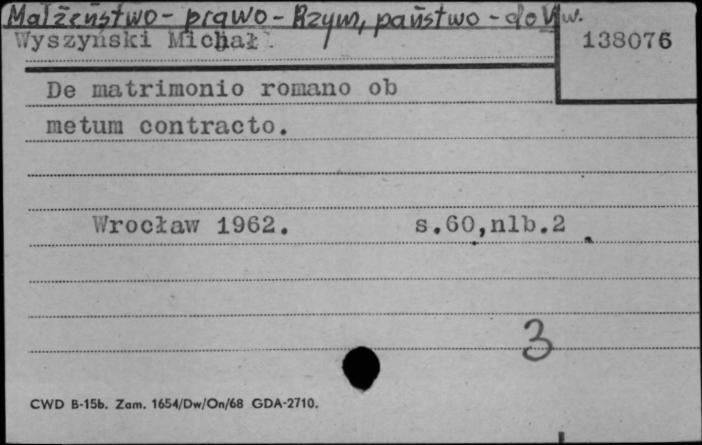 Małżeństwo - prawo - Rzym, państwo - do V w.
Wyszyński Michał.
138076
De matrimonio romano ob
metum contracto.
Wrocław 1962. s.60,nlb.2
3
CWD B-15b. Zam. 1654/Dw/On/68 GDA-2710.